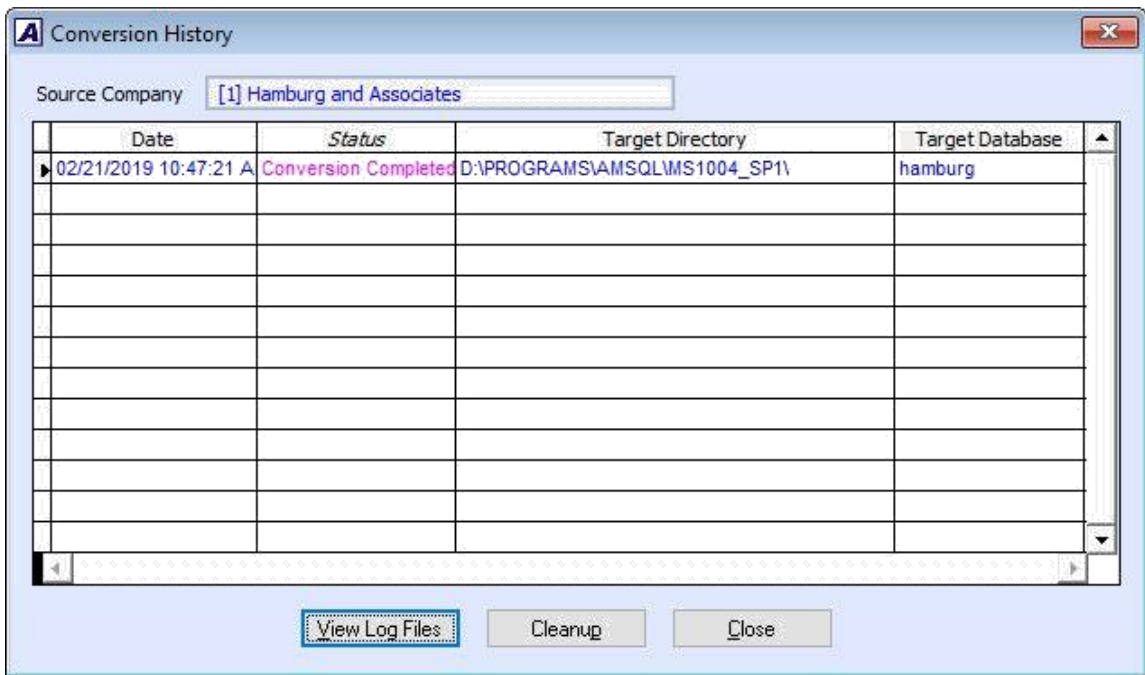 A Conversion History
Source Company [1] Hamburg and Associates
Date Status Target Directory Target Database
02/21/2019 10:47:21 A Conversion Completed D:\PROGRAMS\AMSQL\MS1004_SP1\ hamburg
View Log Files Cleanup Close